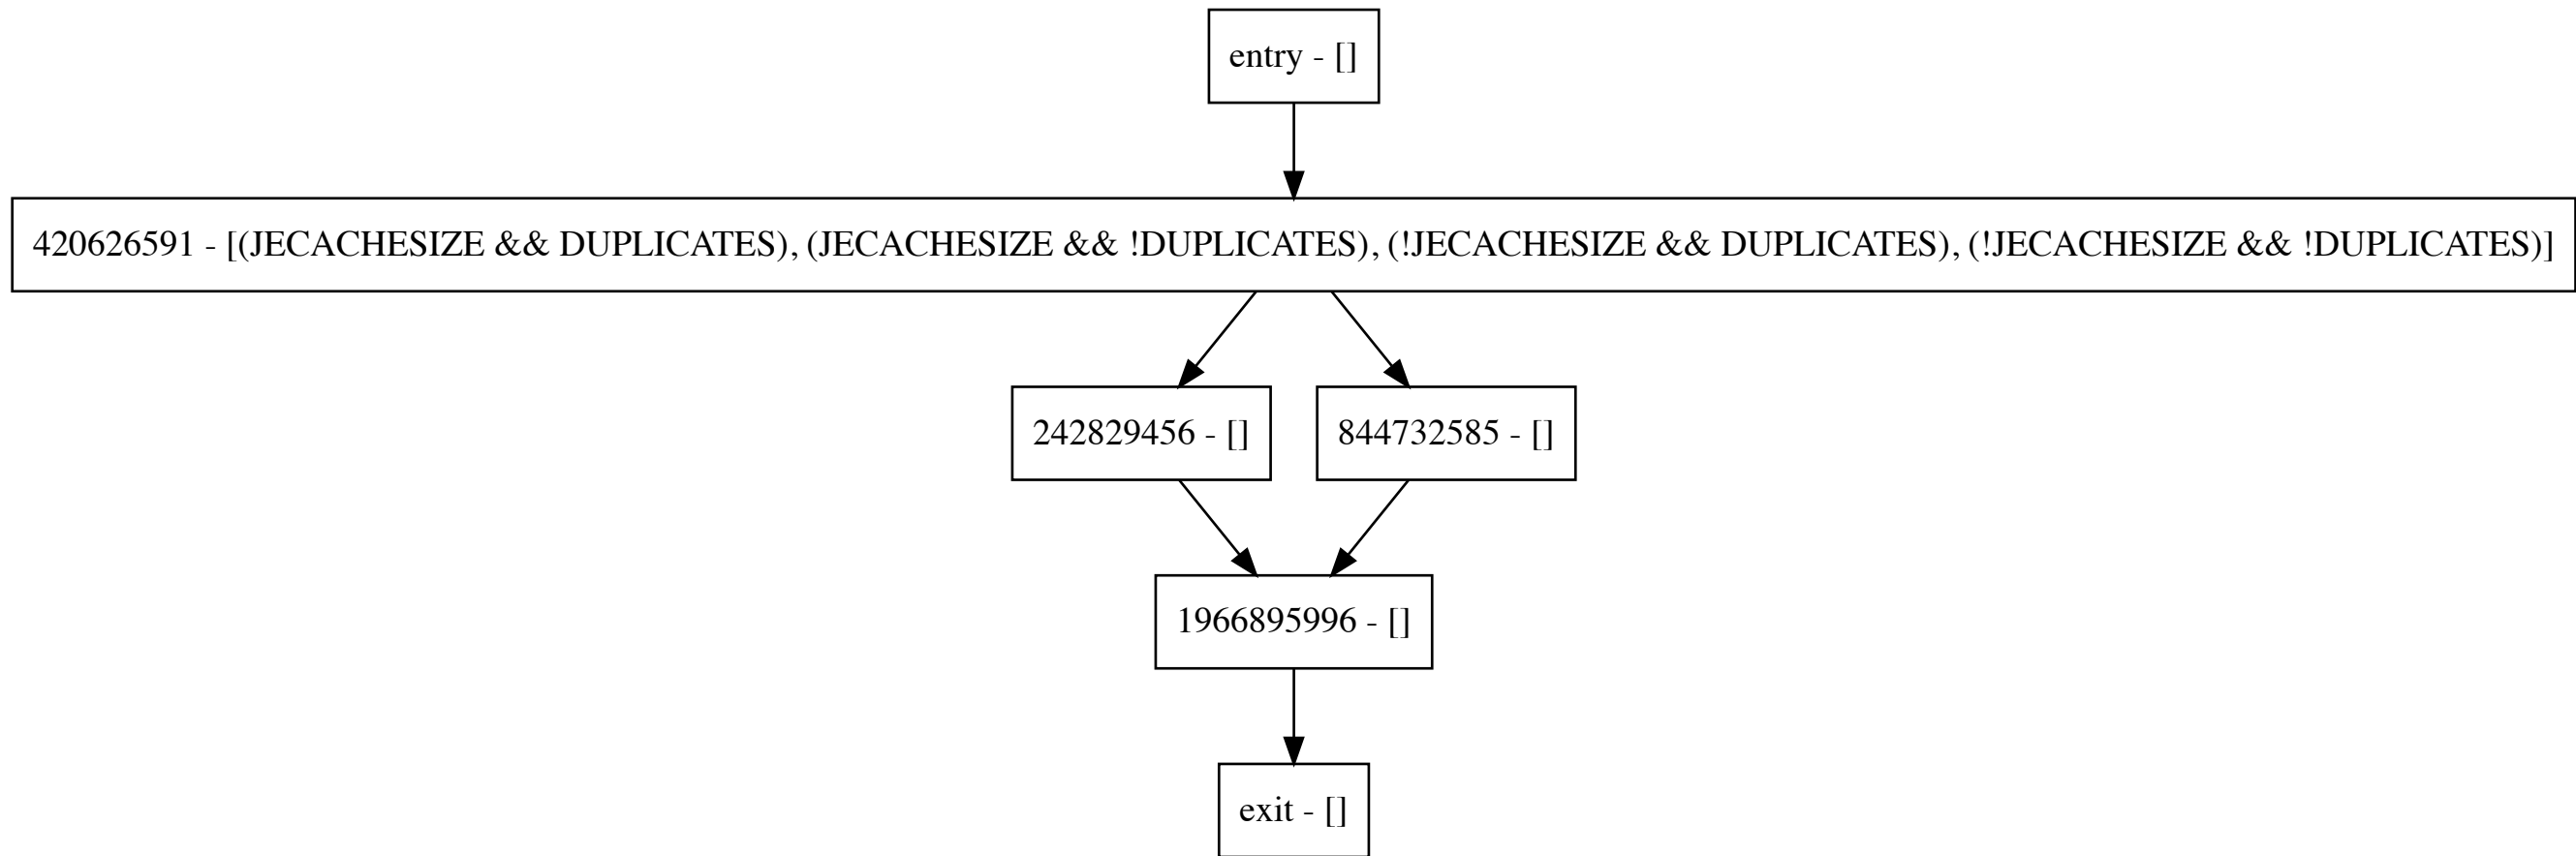 entry - []
420626591 - [(JECACHESIZE && DUPLICATES), (JECACHESIZE && !DUPLICATES), (!JECACHESIZE && DUPLICATES), (!JECACHESIZE && !DUPLICATES)]
242829456 - []
844732585 - []
1966895996 - []
exit - []